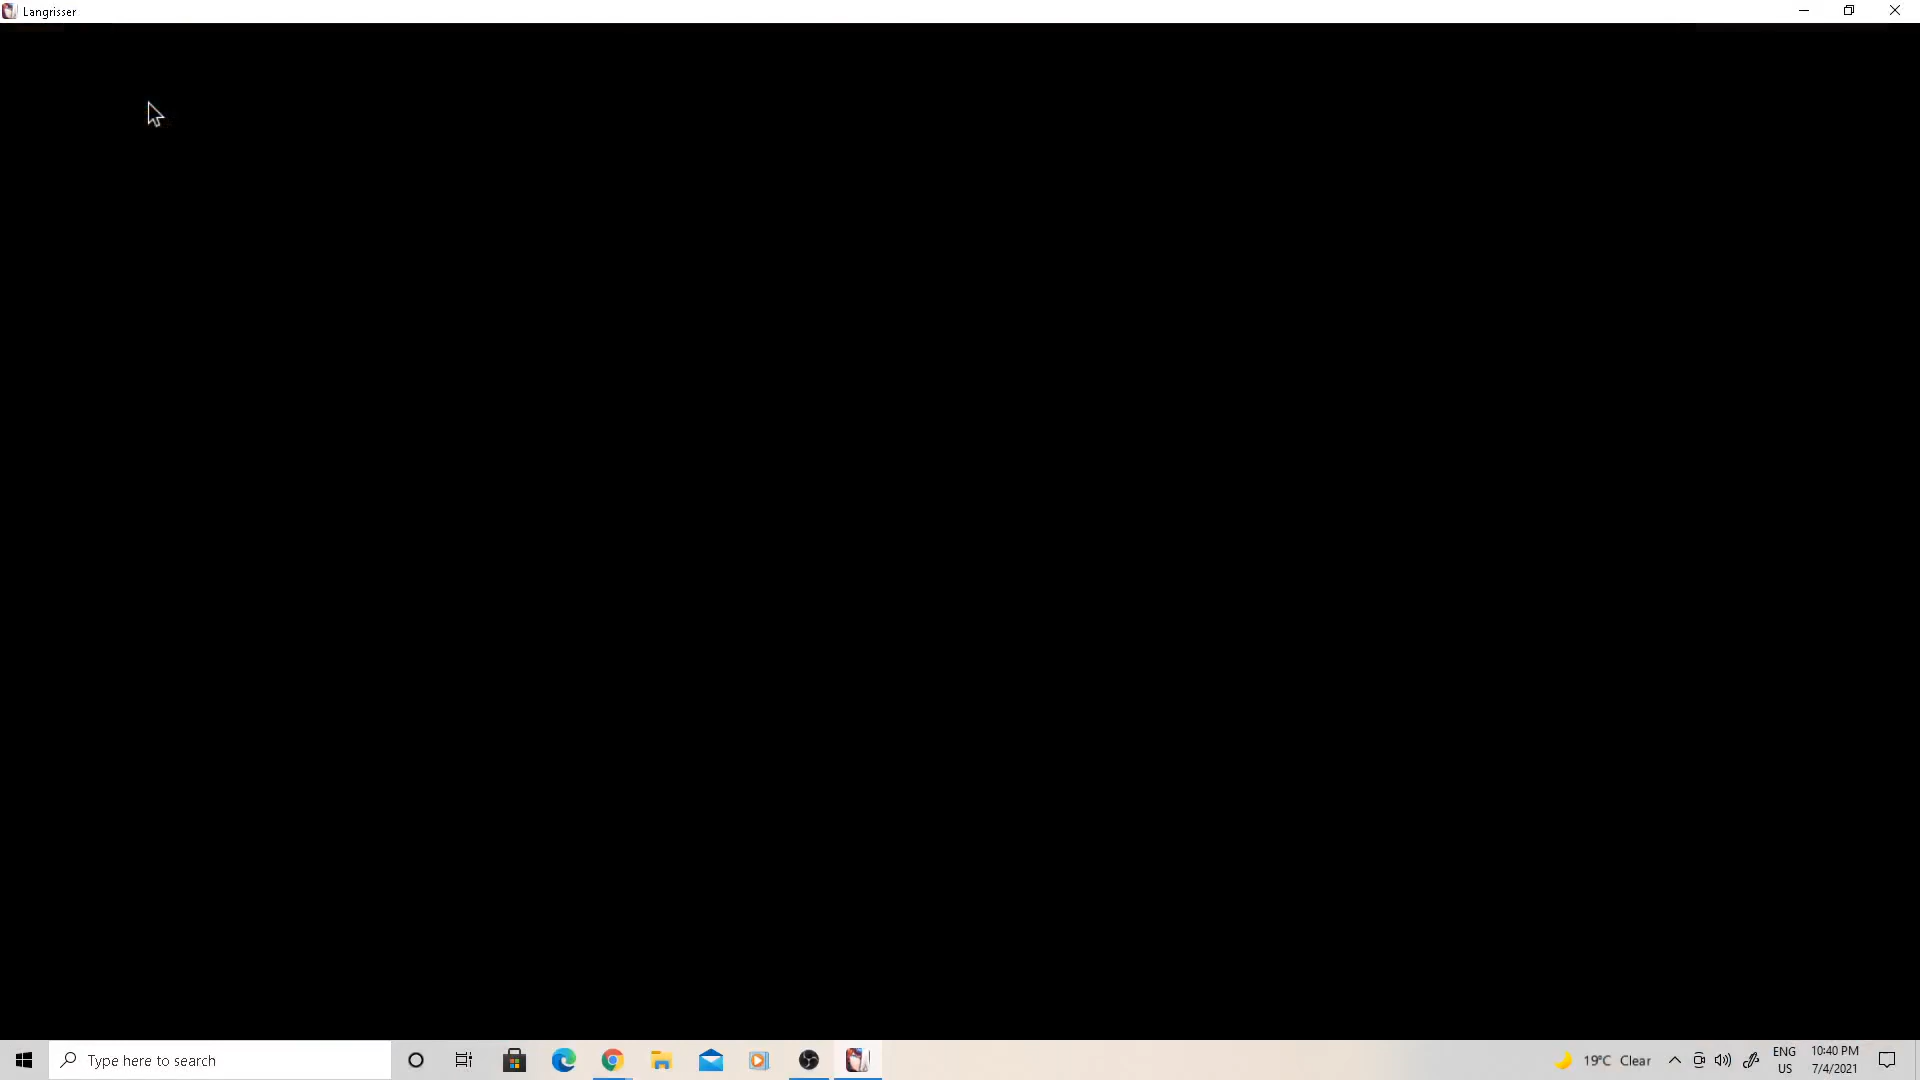 Langrisser
Type here to search
19°C Clear
ENG
US
10:40 PM
7/4/2021